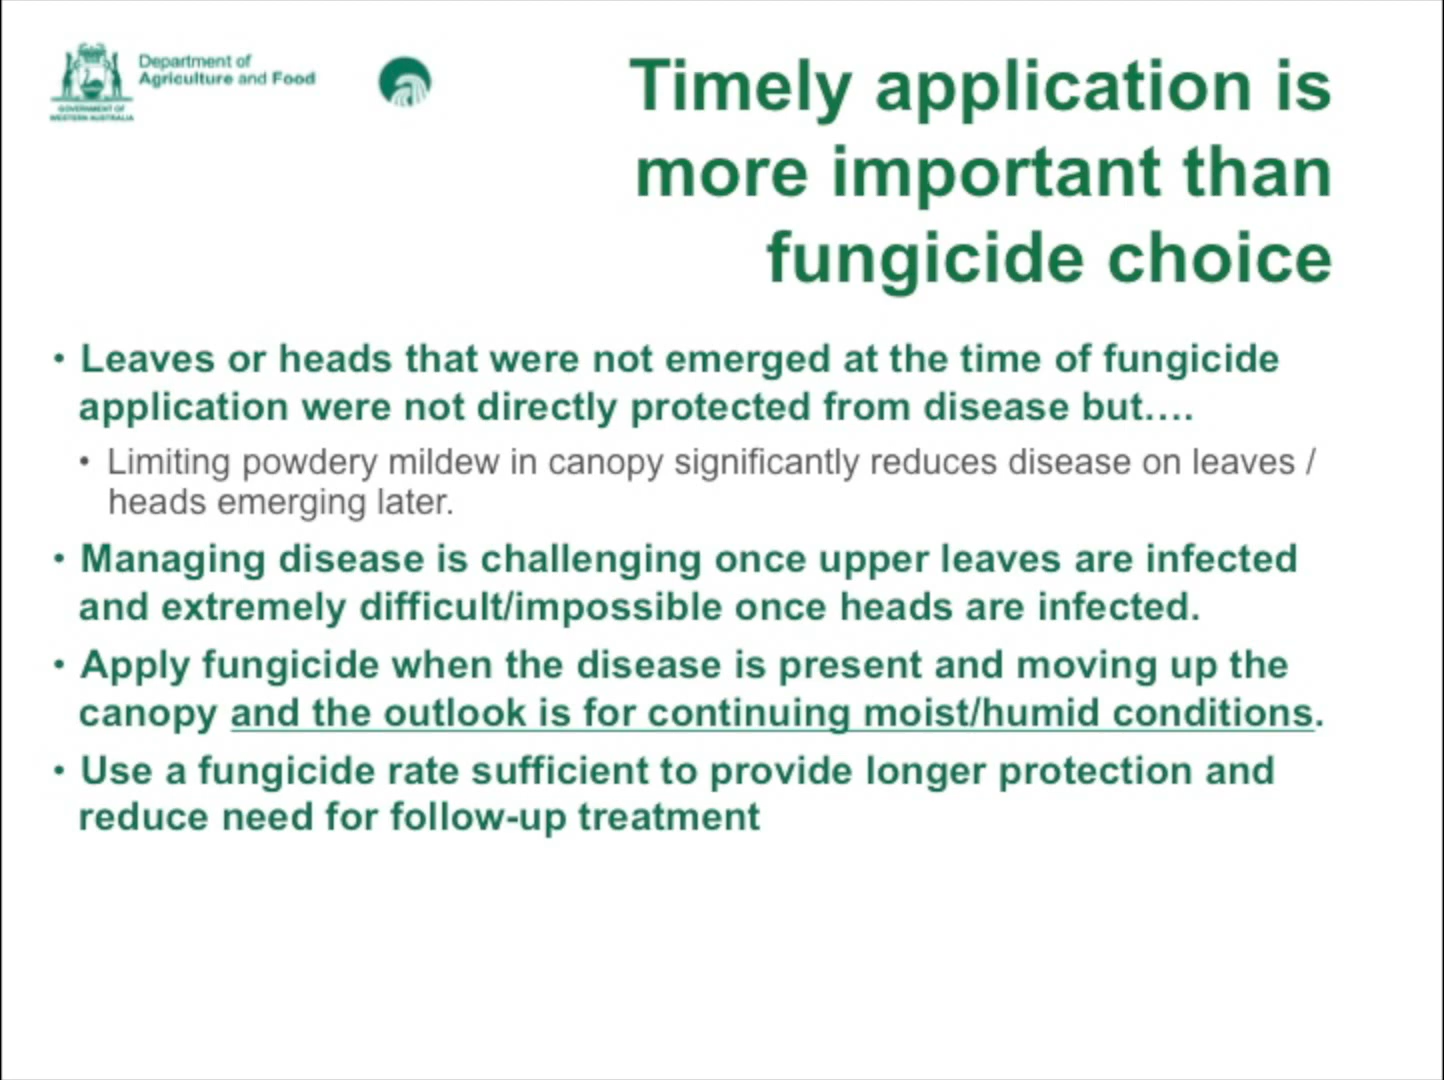 Department of
Agriculture and Food
GOVERNMENT OF
WESTERN AUSTRALIA
Timely application is
more important than
fungicide choice
• Leaves or heads that were not emerged at the time of fungicide
application were not directly protected from disease but....
• Limiting powdery mildew in canopy significantly reduces disease on leaves /
heads emerging later.
• Managing disease is challenging once upper leaves are infected
and extremely difficult/impossible once heads are infected.
• Apply fungicide when the disease is present and moving up the
canopy and the outlook is for continuing moist/humid conditions.
• Use a fungicide rate sufficient to provide longer protection and
reduce need for follow-up treatment